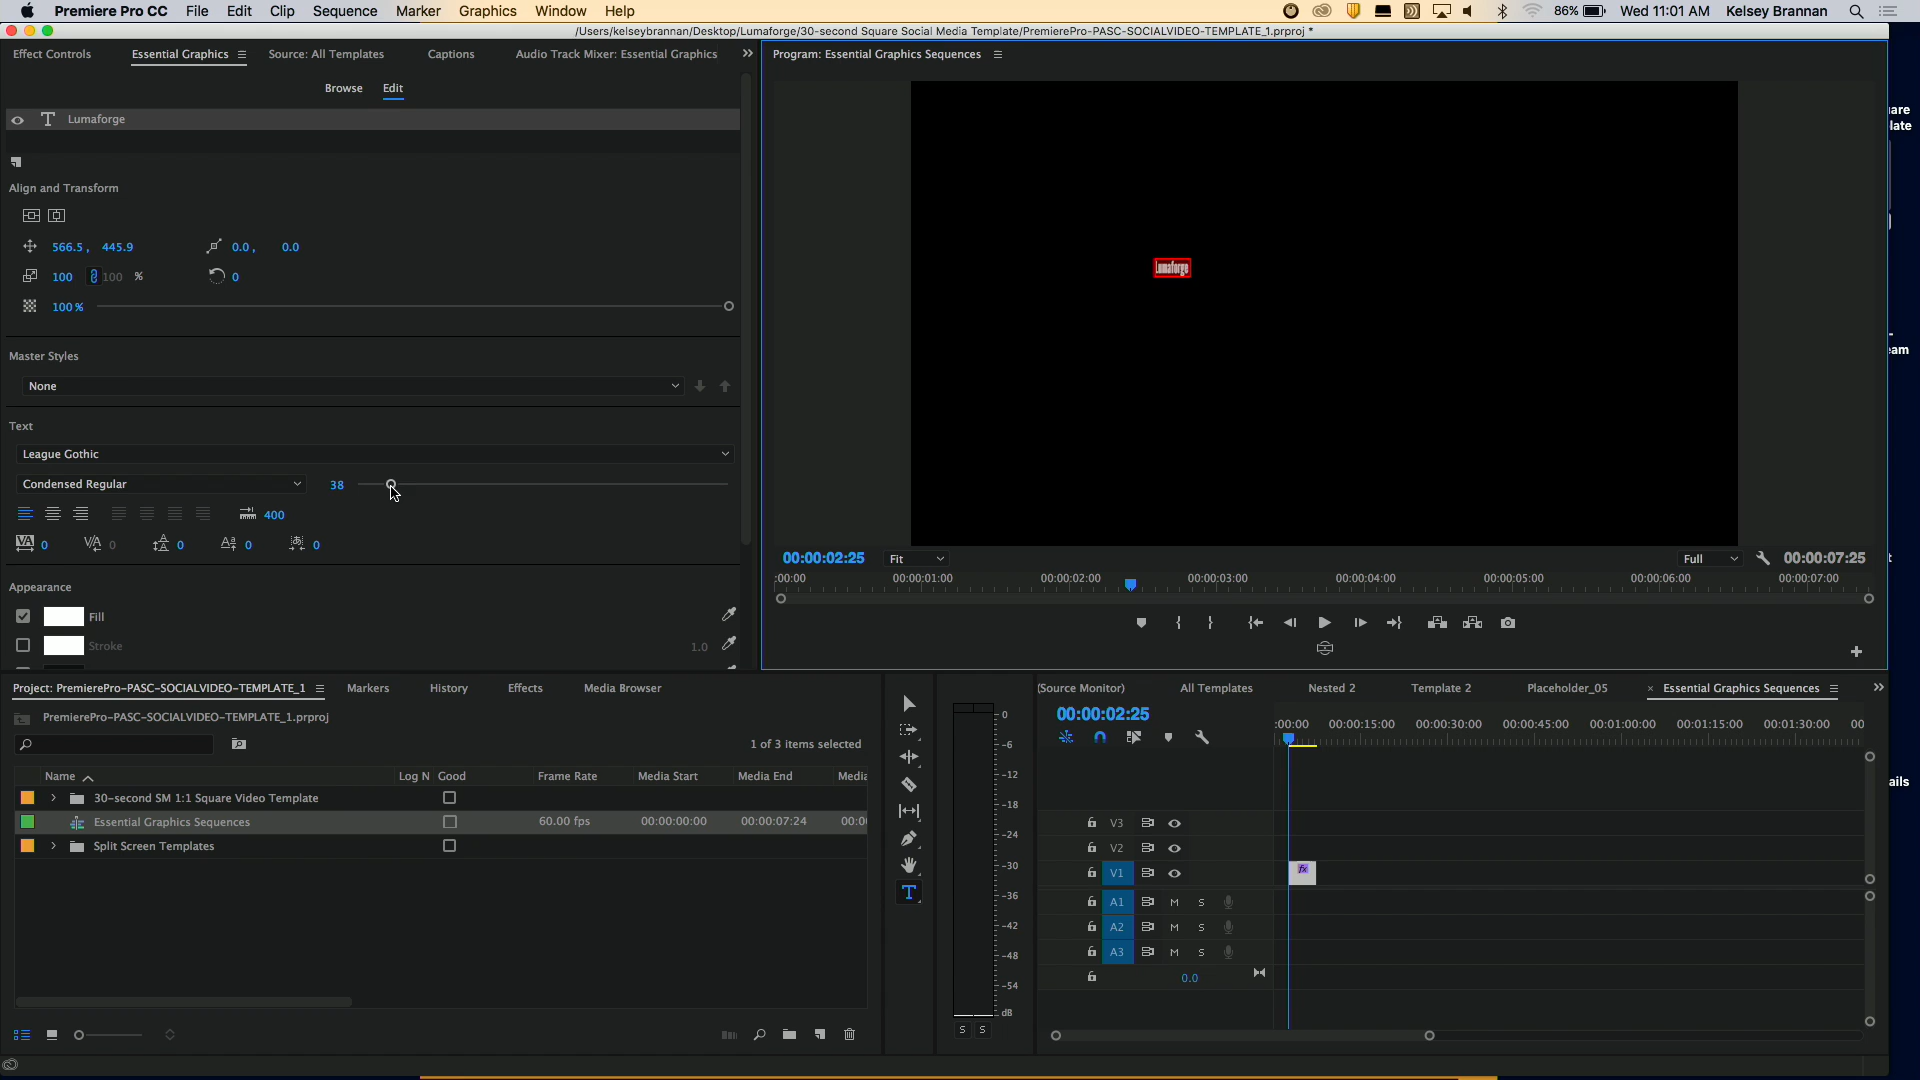 Premiere Pro CC File Edit Clip Sequence Marker Graphics Window Help 86% Wed 11:01 AM Kelsey Brannan
/Users/kelseybrannan/Desktop/Lumaforge/30-second Square Social Media Template/PremierePro-PASC-SOCIALVIDEO-TEMPLATE_1.prproj *
Effect Controls Essential Graphics Source: All Templates Captions Audio Track Mixer: Essential Graphics
Program: Essential Graphics Sequences
Browse Edit
Lumaforge
Align and Transform
566.5, 445.9 0.0, 0.0
100 100 % 0
100 %
Master Styles
None
Text
League Gothic
Condensed Regular 38
400
0 0 0 0 0
Appearance
Fill
Stroke 1.0
Lumaforge
00:00:02:25 Fit Full 00:00:07:25
:00:00 00:00:01:00 00:00:02:00 00:00:03:00 00:00:04:00 00:00:05:00 00:00:06:00 00:00:07:00
Project: PremierePro-PASC-SOCIALVIDEO-TEMPLATE_1 Markers History Effects Media Browser
PremierePro-PASC-SOCIALVIDEO-TEMPLATE_1.prproj
1 of 3 items selected
Name Log N Good Frame Rate Media Start Media End Media
30-second SM 1:1 Square Video Template
Essential Graphics Sequences 60.00 fps 00:00:00:00 00:00:07:24 00:0
Split Screen Templates
0
-6
-12
-18
-24
-30
-36
-42
-48
-54
dB
S S
(Source Monitor) All Templates Nested 2 Template 2 Placeholder_05 × Essential Graphics Sequences
00:00:02:25
:00:00 00:00:15:00 00:00:30:00 00:00:45:00 00:01:00:00 00:01:15:00 00:01:30:00 00
V3
V2
V1 fx
A1 M S
A2 M S
A3 M S
0.0
are
late
eam
ails